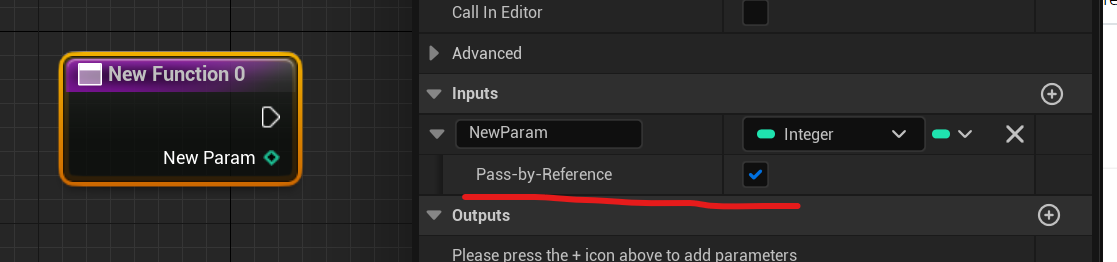 Call In Editor
New Function 0
Advanced
Inputs
NewParam
Integer
New Param
Pass-by-Reference
Outputs
Please press the + icon above to add parameters